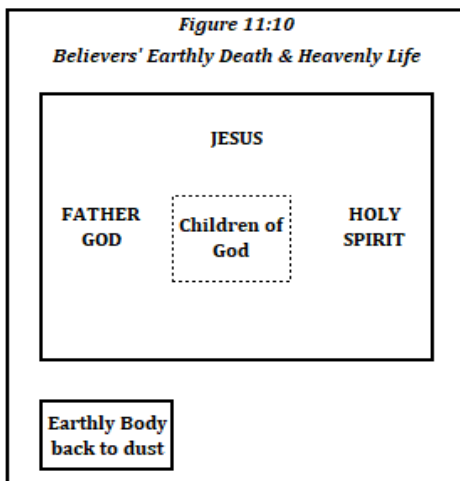 Figure 11:10
Believers' Earthly Death & Heavenly Life
JESUS
FATHER
GOD
Children of
God
HOLY
SPIRIT
Earthly Body
back to dust